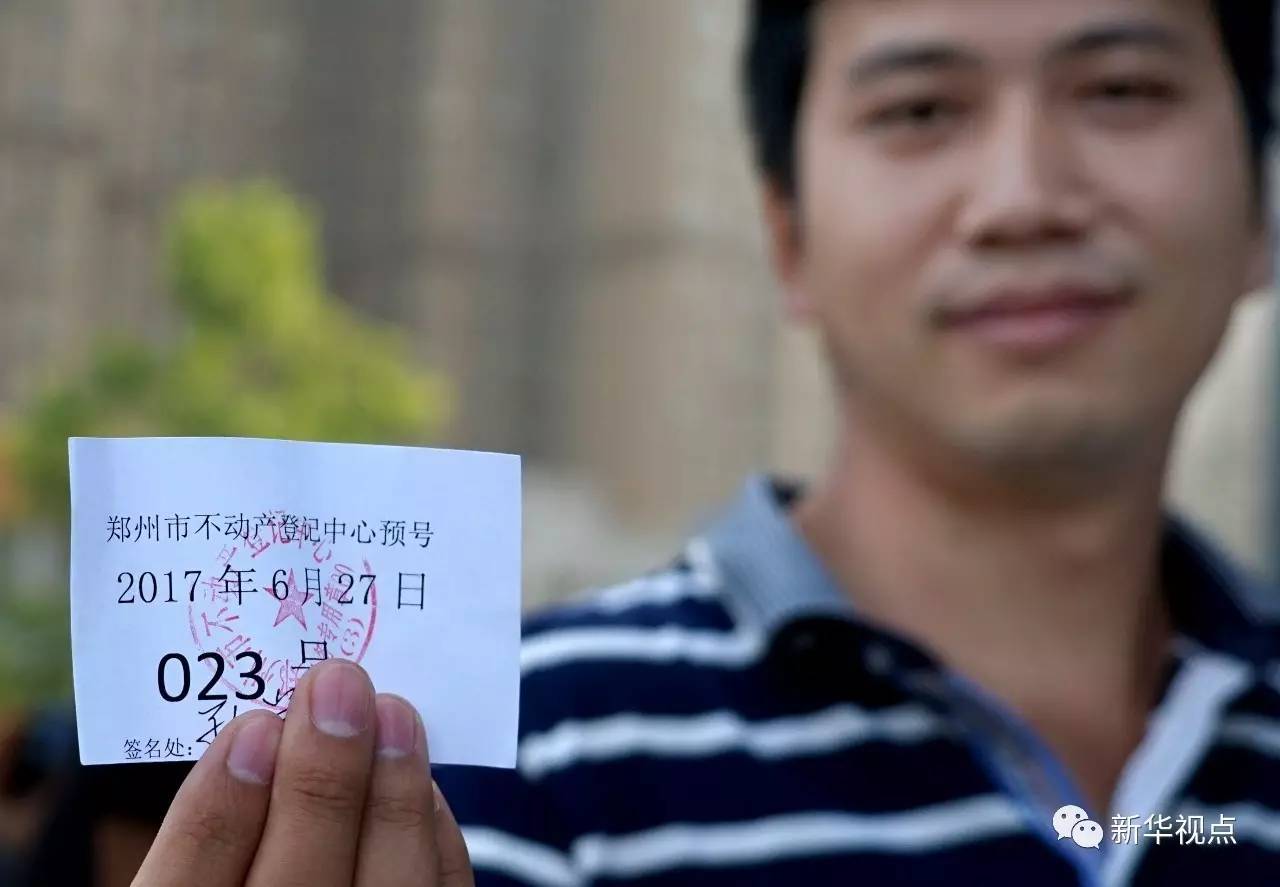 郑州市不动产登记中心预号
2017年6月27日
023号
签名处:
新华视点